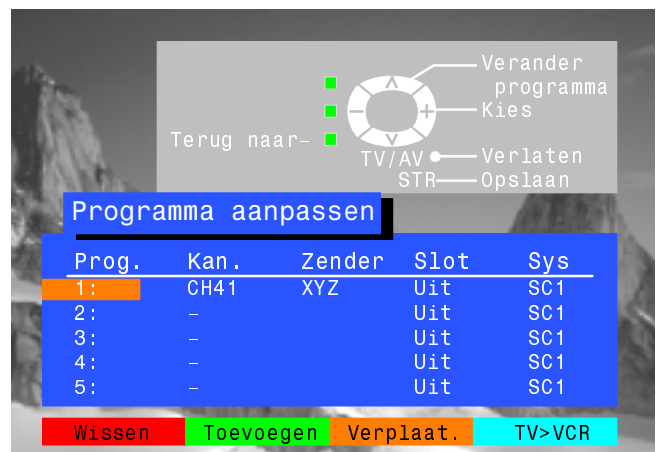 Verander
programma
Kies
Terug naar–
TV/AV
Verlaten
STR
Opslaan
Programma aanpassen
Prog. Kan. Zender Slot Sys
1: CH41 XYZ Uit SC1
2: – Uit SC1
3: – Uit SC1
4: – Uit SC1
5: – Uit SC1
Wissen Toevoegen Verplaat. TV>VCR